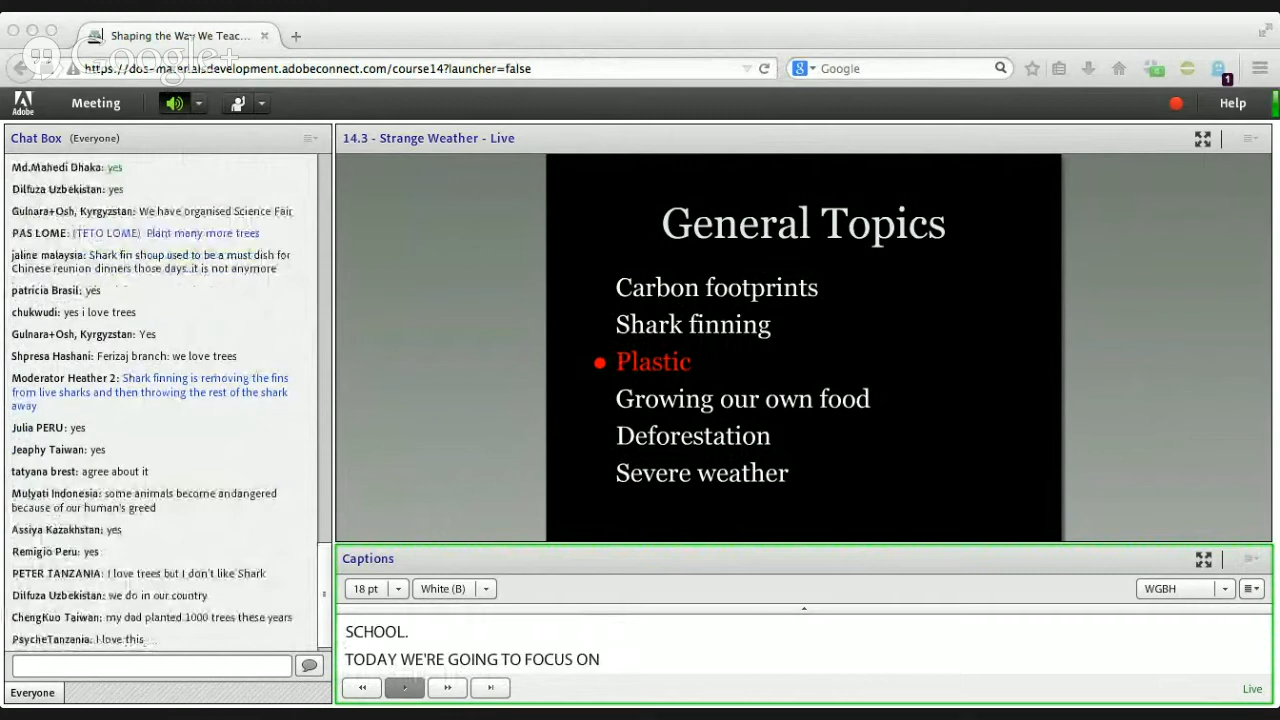 Shaping the Way We Teac...
Google+
https://dos-materialsdevelopment.adobeconnect.com/course14?launcher=false
Google
1
Adobe
Meeting
Help
Chat Box (Everyone)
Md.Mahedi Dhaka: yes
Dilfuza Uzbekistan: yes
Gulnara+Osh, Kyrgyzstan: We have organised Science Fair
PAS LOME: (TETO LOME) Plant many more trees
jaline malaysia: Shark fin shoup used to be a must dish for
Chinese reunion dinners those days..it is not anymore
patricia Brasil: yes
chukwudi: yes i love trees
Gulnara+Osh, Kyrgyzstan: Yes
Shpresa Hashani: Ferizaj branch: we love trees
Moderator Heather 2: Shark finning is removing the fins
from live sharks and then throwing the rest of the shark
away
Julia PERU: yes
Jeaphy Taiwan: yes
tatyana brest: agree about it
Mulyati Indonesia: some animals become andangered
because of our human's greed
Assiya Kazakhstan: yes
Remigio Peru: yes
PETER TANZANIA: I love trees but I don't like Shark
Dilfuza Uzbekistan: we do in our country
ChengKuo Taiwan: my dad planted 1000 trees these years
PsycheTanzania: I love this
Everyone
14.3 - Strange Weather - Live
General Topics
Carbon footprints
Shark finning
• Plastic
Growing our own food
Deforestation
Severe weather
Captions
18 pt
White (B)
WGBH
SCHOOL.
TODAY WE'RE GOING TO FOCUS ON
Live